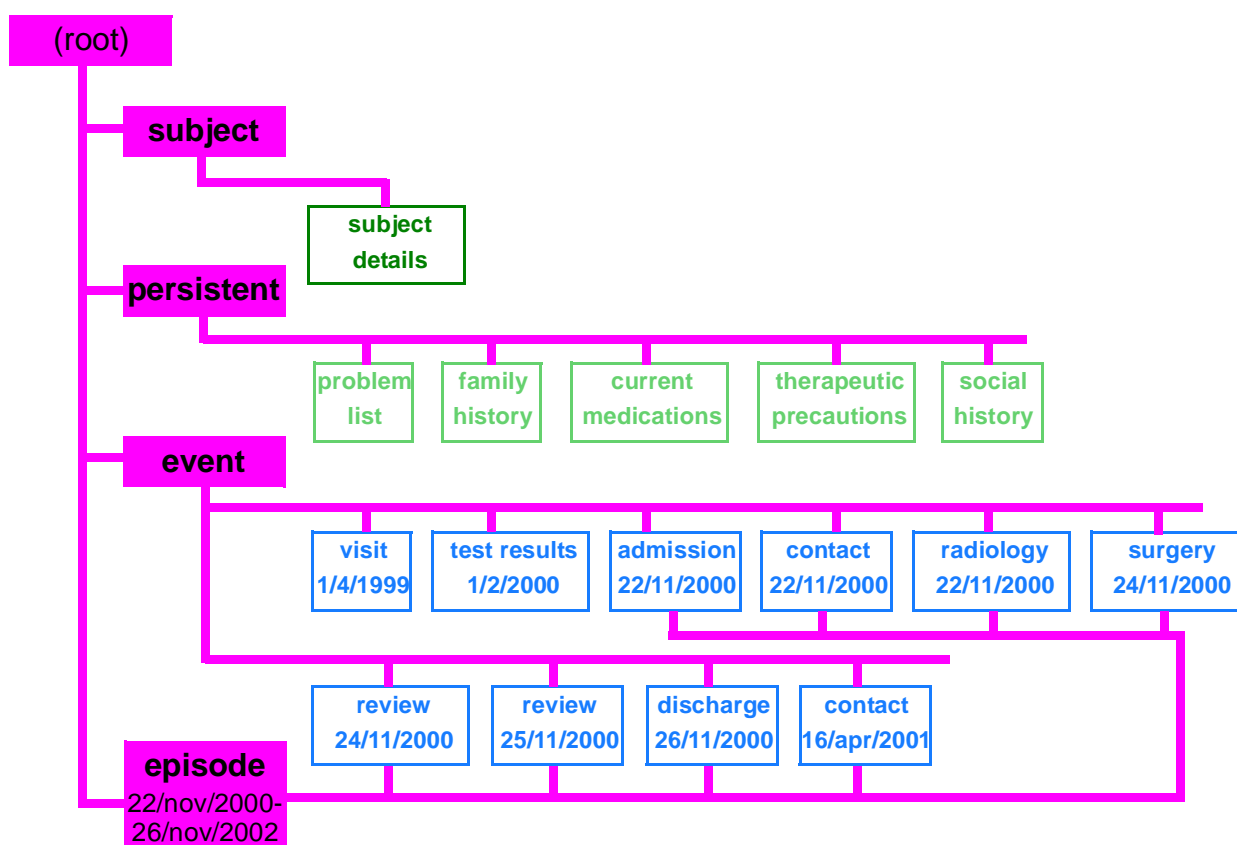 (root)
subject
subject
details
persistent
problem
list
family
history
current
medications
therapeutic
precautions
social
history
event
visit
1/4/1999
test results
1/2/2000
admission
22/11/2000
contact
22/11/2000
radiology
22/11/2000
surgery
24/11/2000
review
24/11/2000
review
25/11/2000
discharge
26/11/2000
contact
16/apr/2001
episode
22/nov/2000-
26/nov/2002